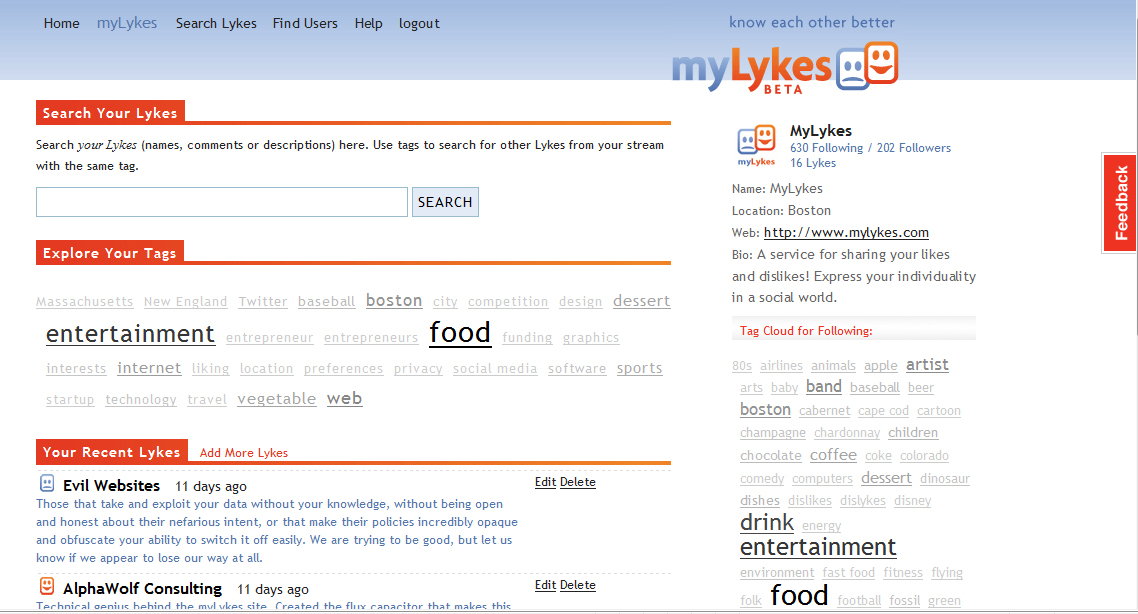 Home myLykes Search Lykes Find Users Help logout
know each other better
myLykes
BETA
Search Your Lykes
Search your Lykes (names, comments or descriptions) here. Use tags to search for other Lykes from your stream
with the same tag.
SEARCH
Explore Your Tags
Massachusetts New England Twitter baseball boston city competition design dessert
entertainment entrepreneur entrepreneurs food funding graphics
interests internet liking location preferences privacy social media software sports
startup technology travel vegetable web
Your Recent Lykes Add More Lykes
Evil Websites 11 days ago Edit Delete
Those that take and exploit your data without your knowledge, without being open
and honest about their nefarious intent, or that make their policies incredibly opaque
and obfuscate your ability to switch it off easily. We are trying to be good, but let us
know if we appear to lose our way at all.
AlphaWolf Consulting 11 days ago Edit Delete
Technical genius behind the myLykes site. Created the flux capacitor that makes this
myLykes
MyLykes
630 Following / 202 Followers
16 Lykes
Name: MyLykes
Location: Boston
Web: http://www.mylykes.com
Bio: A service for sharing your likes
and dislikes! Express your individuality
in a social world.
Tag Cloud for Following:
80s airlines animals apple artist
arts baby band baseball beer
boston cabernet cape cod cartoon
champagne chardonnay children
chocolate coffee coke colorado
comedy computers dessert dinosaur
dishes dislikes dislykes disney
drink energy
entertainment
environment fast food fitness flying
folk food football fossil green
Feedback